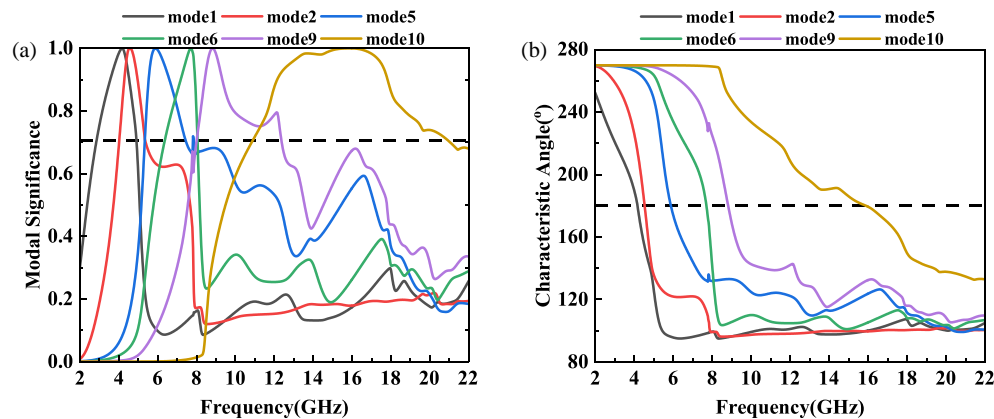 mode1 mode2 mode5
mode6 mode9 mode10
(a)
1.0
0.8
0.6
0.4
0.2
0.0
Modal Significance
2 4 6 8 10 12 14 16 18 20 22
Frequency(GHz)
mode1 mode2 mode5
mode6 mode9 mode10
(b)
280
240
200
160
120
80
Characteristic Angle(°)
2 4 6 8 10 12 14 16 18 20 22
Frequency(GHz)